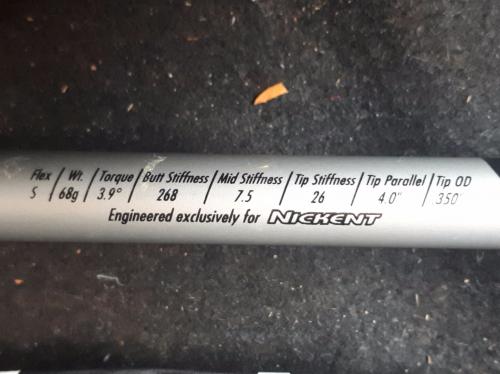 Flex / Wt. / Torque / Butt Stiffness / Mid Stiffness / Tip Stiffness / Tip Parallel / Tip OD
S / 68g / 3.9° / 268 / 7.5 / 26 / 4.0" / .350"
Engineered exclusively for NICKENT